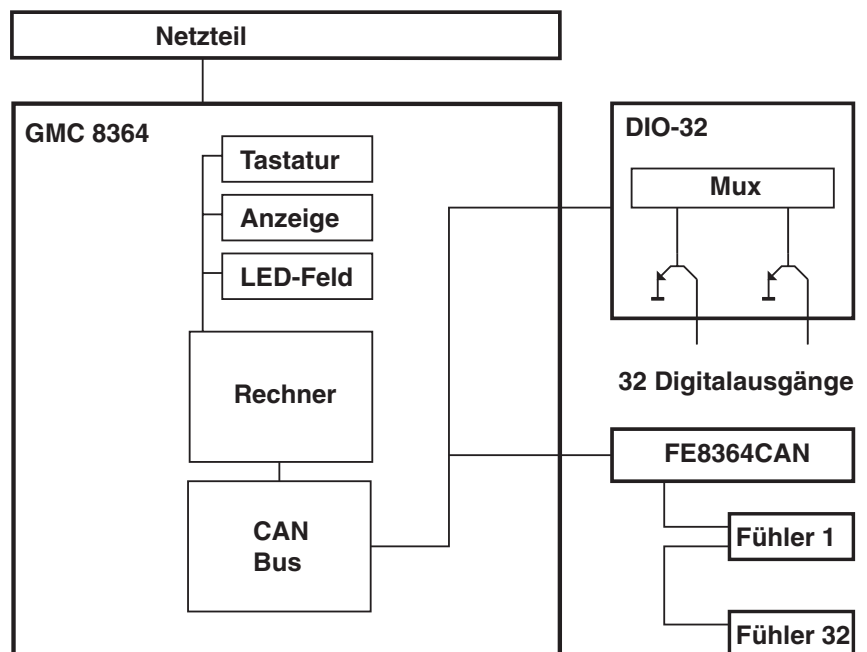 Netzteil
GMC 8364
Tastatur
Anzeige
LED-Feld
Rechner
CAN
Bus
DIO-32
Mux
32 Digitalausgänge
FE8364CAN
Fühler 1
Fühler 32